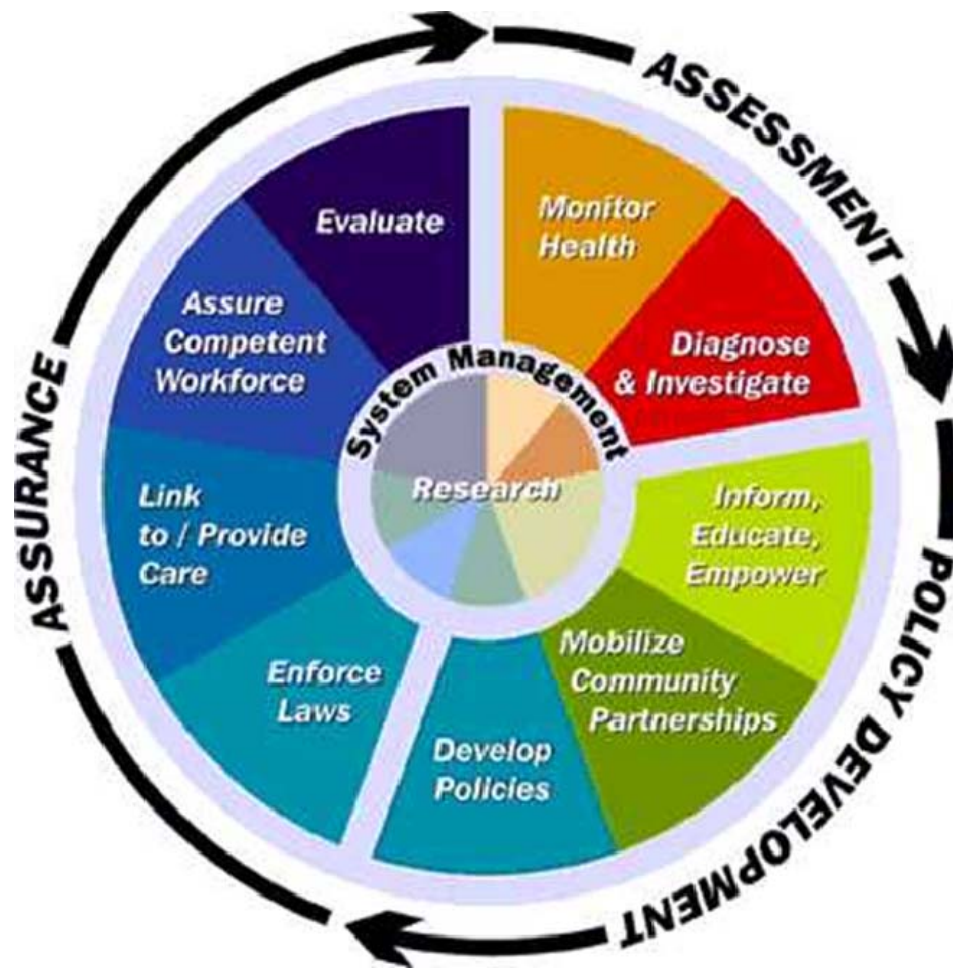 ASSESSMENT
POLICY DEVELOPMENT
ASSURANCE
Monitor
Health
Diagnose
& Investigate
Inform,
Educate,
Empower
Mobilize
Community
Partnerships
Develop
Policies
Enforce
Laws
Link
to / Provide
Care
Assure
Competent
Workforce
Evaluate
System Management
Research